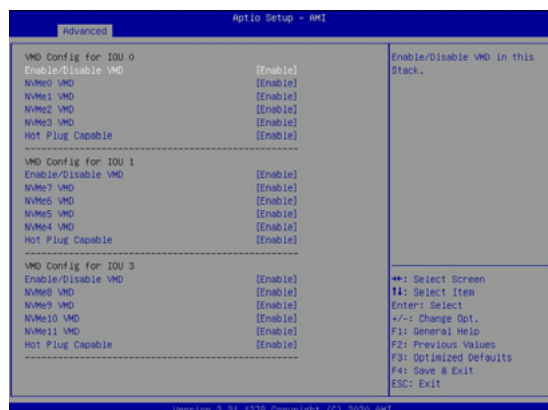 Aptio Setup - AMI
Advanced
VMD Config for IOU 0
Enable/Disable VMD [Enable]
NVMe0 VMD [Enable]
NVMe1 VMD [Enable]
NVMe2 VMD [Enable]
NVMe3 VMD [Enable]
Hot Plug Capable [Enable]
VMD Config for IOU 1
Enable/Disable VMD [Enable]
NVMe7 VMD [Enable]
NVMe6 VMD [Enable]
NVMe5 VMD [Enable]
NVMe4 VMD [Enable]
Hot Plug Capable [Enable]
VMD Config for IOU 3
Enable/Disable VMD [Enable]
NVMe8 VMD [Enable]
NVMe9 VMD [Enable]
NVMe10 VMD [Enable]
NVMe11 VMD [Enable]
Hot Plug Capable [Enable]
Enable/Disable VMD in this
Stack.
↔: Select Screen
↑↓: Select Item
Enter: Select
+/-: Change Opt.
F1: General Help
F2: Previous Values
F3: Optimized Defaults
F4: Save & Exit
ESC: Exit
Version Copyright (C) 2020 AMI